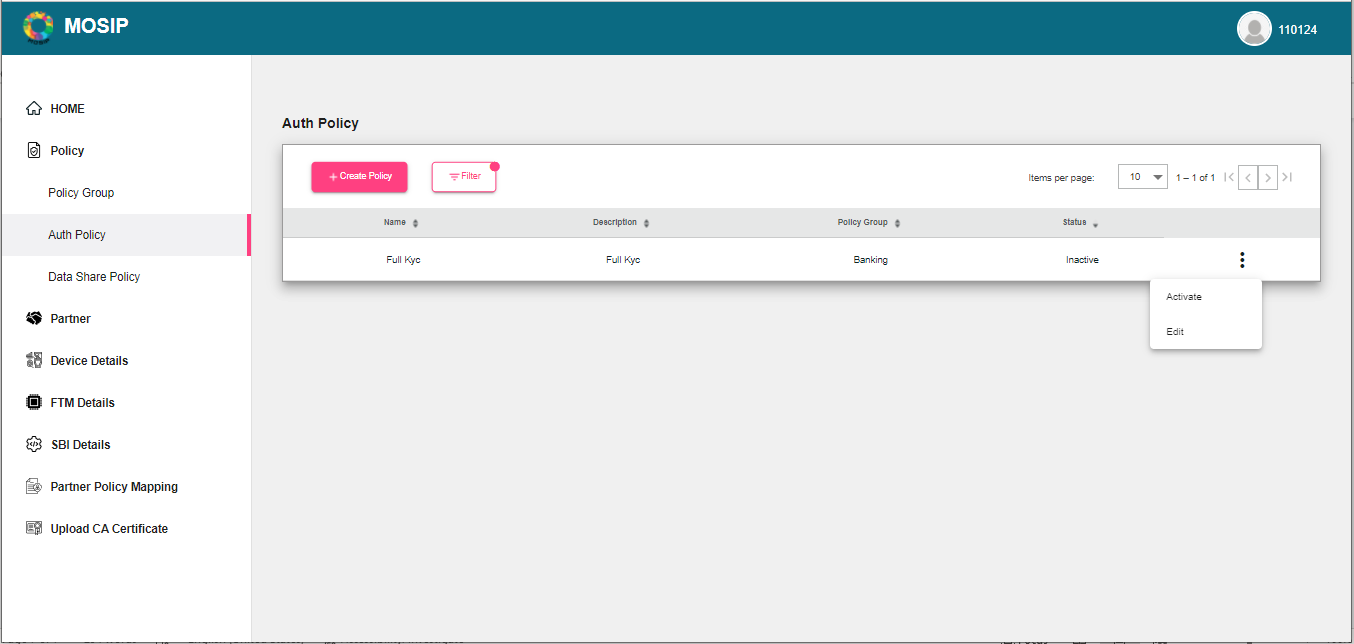 MOSIP
MOSIP
110124
HOME
Policy
Policy Group
Auth Policy
Data Share Policy
Partner
Device Details
FTM Details
SBI Details
Partner Policy Mapping
Upload CA Certificate
Auth Policy
+ Create Policy
Filter
Items per page: 10 1 – 1 of 1
Name Description Policy Group Status
Full Kyc Full Kyc Banking Inactive
Activate
Edit